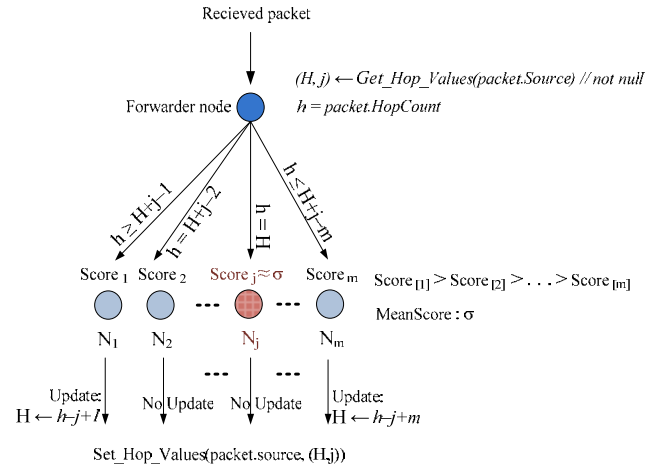 Recieved packet
(H, j) ← Get_Hop_Values(packet.Source) // not null
Forwarder node
h = packet.HopCount
h ≥ H+j−1
h = H+j−2
h = H
h ≤ H+j−m
Score 1
Score 2
Score j ≈ σ
Score m
Score [1] > Score [2] > . . . > Score [m]
MeanScore : σ
N1
N2
Nj
Nm
Update:
H ← h−j+1
No Update
No Update
Update:
H ← h−j+m
Set_Hop_Values(packet.source, (H,j))